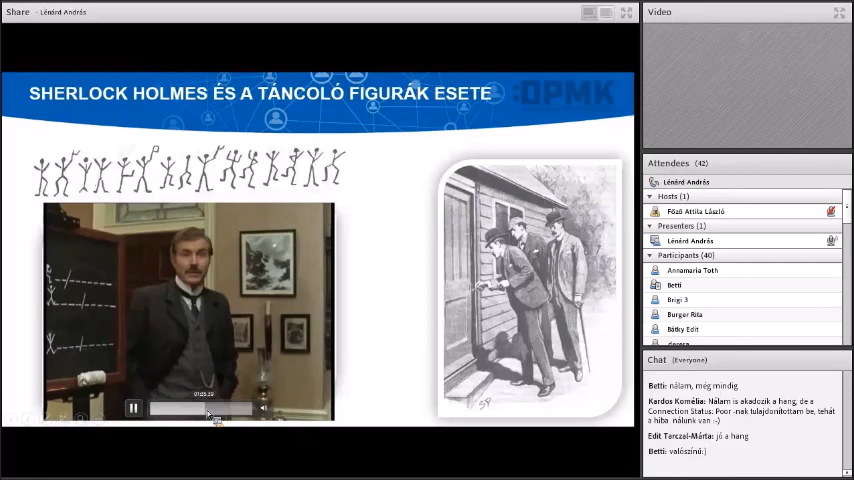 Share - Lénárd András
SHERLOCK HOLMES ÉS A TÁNCOLÓ FIGURÁK ESETE
:OPMK
SP
Video
Attendees (42)
Lénárd András
Hosts (1)
Főző Attila László
Presenters (1)
Lénárd András
Participants (40)
Annamaria Toth
Betti
Brigi 3
Burger Rita
Bátky Edit
Chat (Everyone)
Betti: nálam, még mindig
Kardos Kornélia: Nálam is akadozik a hang, de a
Connection Status: Poor -nak tulajdonítottam be, tehát
a hiba nálunk van :-)
Edit Tarczal-Márta: jó a hang
Betti: valószínű:)